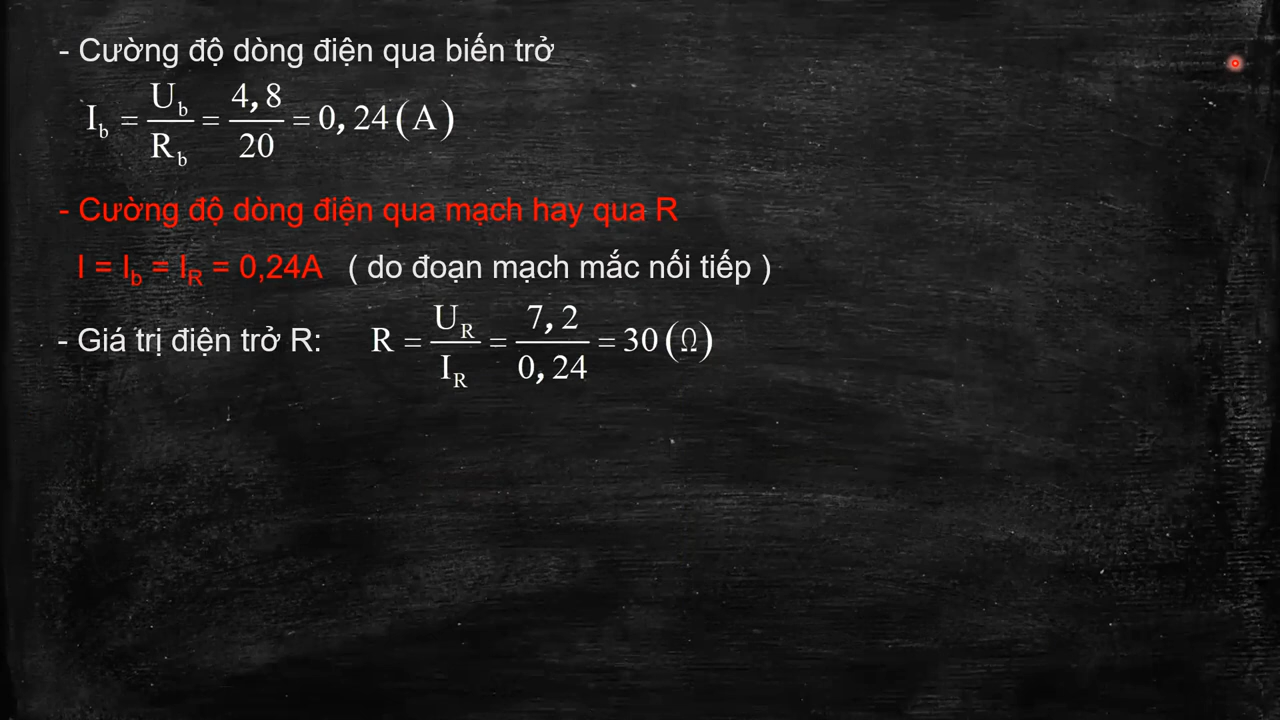 - Cường độ dòng điện qua biến trở
I_b = U_b / R_b = 4,8 / 20 = 0,24 (A)
- Cường độ dòng điện qua mạch hay qua R
I = I_b = I_R = 0,24A ( do đoạn mạch mắc nối tiếp )
- Giá trị điện trở R: R = U_R / I_R = 7,2 / 0,24 = 30 (Ω)